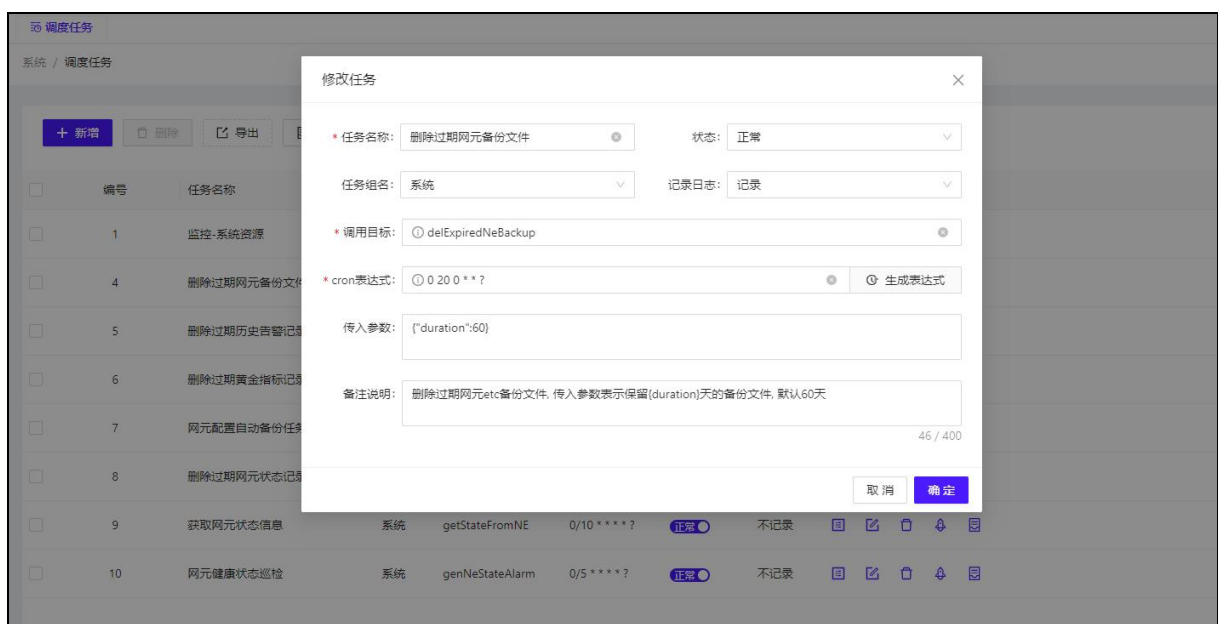 调度任务
系统 / 调度任务
修改任务
+ 新增 删除 导出
* 任务名称: 删除过期网元备份文件 状态: 正常
编号 任务名称
任务组名: 系统 记录日志: 记录
1 监控-系统资源
* 调用目标: delExpiredNeBackup
4 删除过期网元备份文件
* cron表达式: 0 20 0 * * ? 生成表达式
5 删除过期历史告警记录
传入参数: {"duration":60}
6 删除过期黄金指标记录
备注说明: 删除过期网元etc备份文件, 传入参数表示保留{duration}天的备份文件, 默认60天
7 网元配置自动备份任务
46 / 400
8 删除过期网元状态记录
取消 确定
9 获取网元状态信息 系统 getStateFromNE 0/10 * * * * ? 正常 不记录
10 网元健康状态巡检 系统 genNeStateAlarm 0/5 * * * * ? 正常 不记录